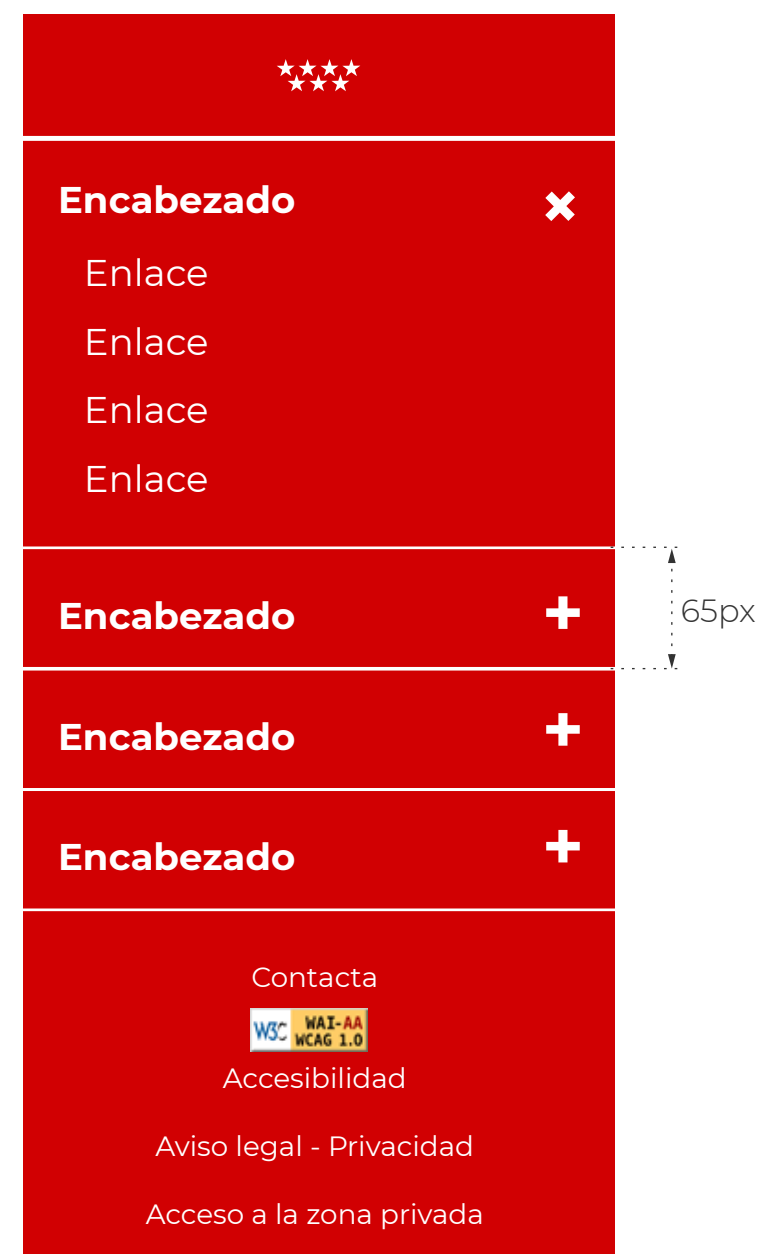 Encabezado
Enlace
Enlace
Enlace
Enlace
Encabezado
65px
Encabezado
Encabezado
Contacta
W3C WAI-AA
WCAG 1.0
Accesibilidad
Aviso legal - Privacidad
Acceso a la zona privada